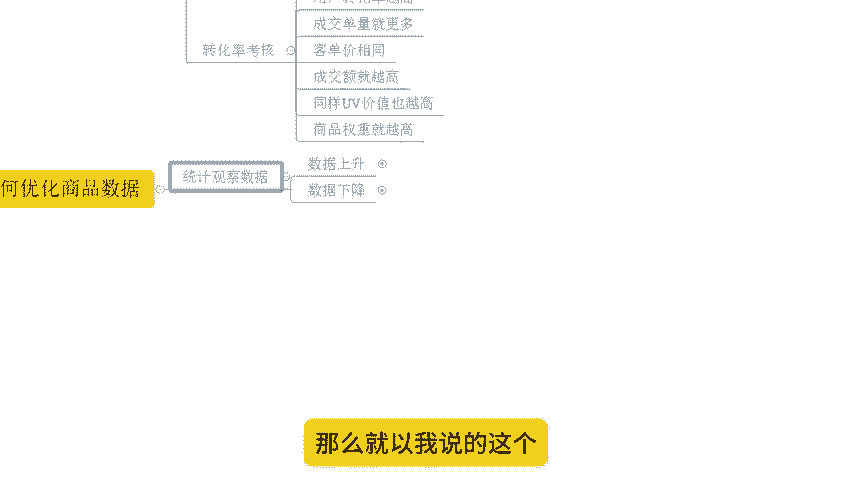 成交单量就更多
转化率考核
客单价相同
成交额就越高
同样UV价值也越高
商品权重就越高
何优化商品数据
统计观察数据
数据上升
数据下降
那么就以我说的这个